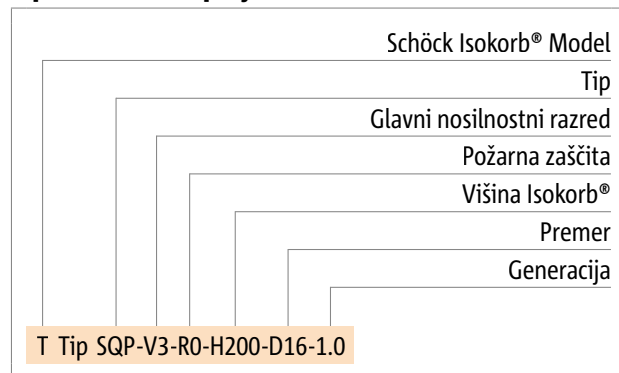 Schöck Isokorb® Model
Tip
Glavni nosilnostni razred
Požarna zaščita
Višina Isokorb®
Premer
Generacija
T Tip SQP-V3-R0-H200-D16-1.0